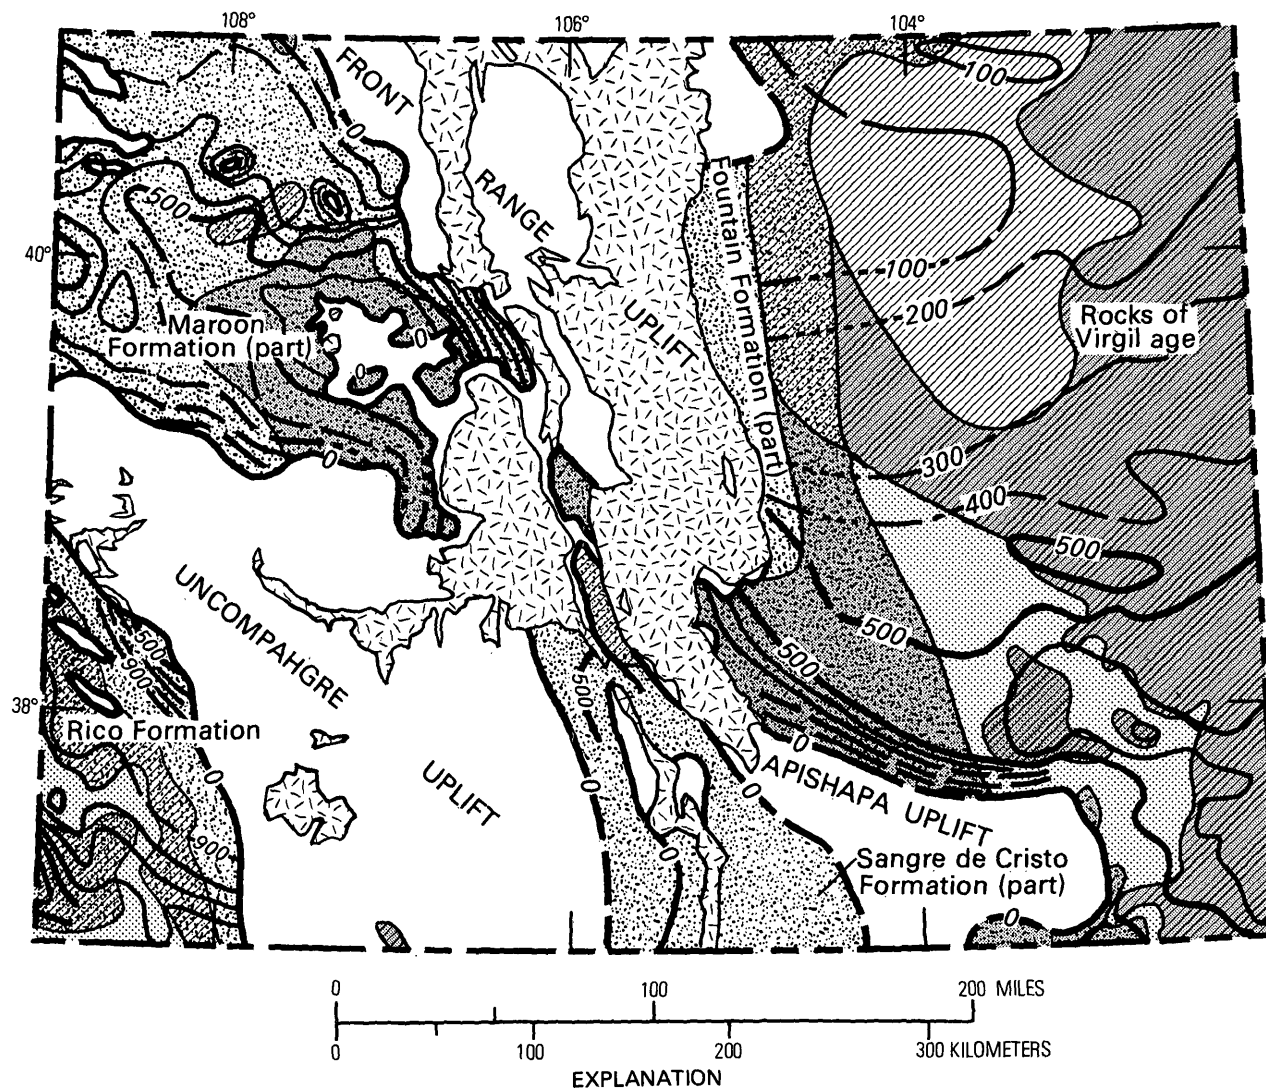 108°
106°
104°
FRONT
RANGE
UPLIFT
100
0
500
40°
Fountain Formation (part)
100
200
Rocks of
Virgil age
Maroon
Formation (part)
0
0
0
300
400
500
UNCOMPAHGRE
UPLIFT
500
900
500
500
500
38°
Rico Formation
0
0
0
0
APISHAPA UPLIFT
900
0
Sangre de Cristo
Formation (part)
0
0 100 200 MILES
0 100 200 300 KILOMETERS
EXPLANATION